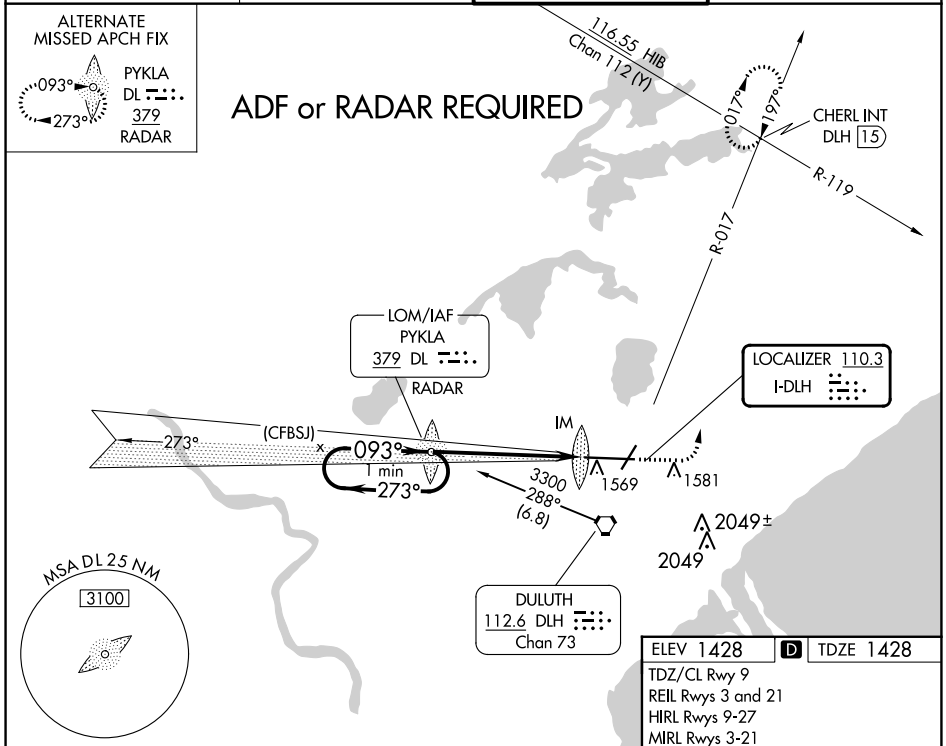 ALTERNATE
MISSED APCH FIX
093°
273°
PYKLA
DL
379
RADAR
ADF or RADAR REQUIRED
116.55 HIB
Chan 112 (Y)
017°
197°
CHERL INT
DLH 15
R-119
R-017
LOM/IAF
PYKLA
379 DL
RADAR
LOCALIZER 110.3
I-DLH
IM
273°
(CFBSJ)
x
093°
1 min
273°
1569
1581
3300
288°
(6.8)
2049±
2049
MSA DL 25 NM
3100
DULUTH
112.6 DLH
Chan 73
ELEV 1428 D TDZE 1428
TDZ/CL Rwy 9
REIL Rwys 3 and 21
HIRL Rwys 9-27
MIRL Rwys 3-21